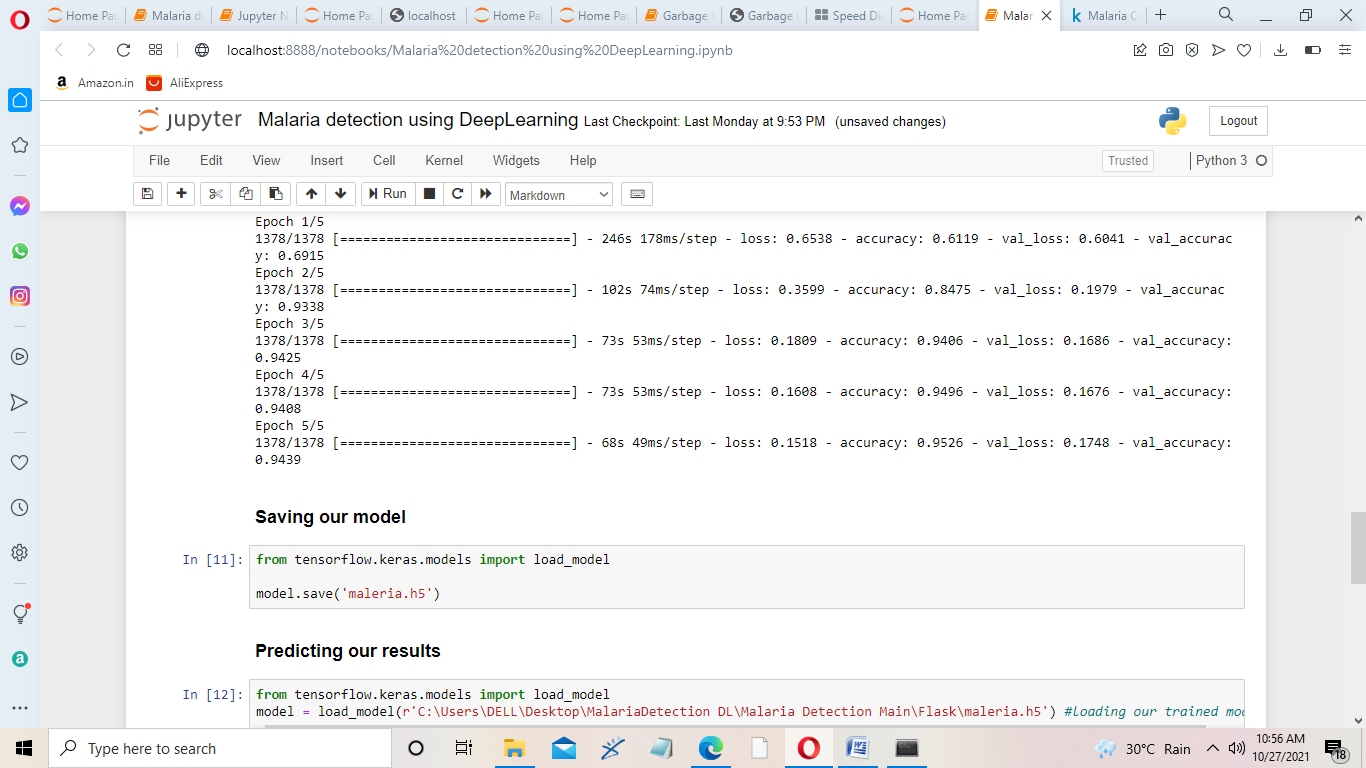 Home Pag
Malaria de
Jupyter N
Home Pag
localhost
Home Pag
Home Pag
Garbage
Garbage
Speed Dia
Home Pag
Malar
Malaria C
localhost:8888/notebooks/Malaria%20detection%20using%20DeepLearning.ipynb
Amazon.in
AliExpress
jupyter Malaria detection using DeepLearning Last Checkpoint: Last Monday at 9:53 PM (unsaved changes)
Logout
File Edit View Insert Cell Kernel Widgets Help
Trusted
Python 3
Run
Markdown
Epoch 1/5
1378/1378 [==============================] - 246s 178ms/step - loss: 0.6538 - accuracy: 0.6119 - val_loss: 0.6041 - val_accurac
y: 0.6915
Epoch 2/5
1378/1378 [==============================] - 102s 74ms/step - loss: 0.3599 - accuracy: 0.8475 - val_loss: 0.1979 - val_accurac
y: 0.9338
Epoch 3/5
1378/1378 [==============================] - 73s 53ms/step - loss: 0.1809 - accuracy: 0.9406 - val_loss: 0.1686 - val_accuracy:
0.9425
Epoch 4/5
1378/1378 [==============================] - 73s 53ms/step - loss: 0.1608 - accuracy: 0.9496 - val_loss: 0.1676 - val_accuracy:
0.9408
Epoch 5/5
1378/1378 [==============================] - 68s 49ms/step - loss: 0.1518 - accuracy: 0.9526 - val_loss: 0.1748 - val_accuracy:
0.9439
Saving our model
In [11]: from tensorflow.keras.models import load_model
model.save('maleria.h5')
Predicting our results
In [12]: from tensorflow.keras.models import load_model
model = load_model(r'C:\Users\DELL\Desktop\MalariaDetection DL\Malaria Detection Main\Flask\maleria.h5') #loading our trained mod
Type here to search
30°C Rain
10:56 AM
10/27/2021
18